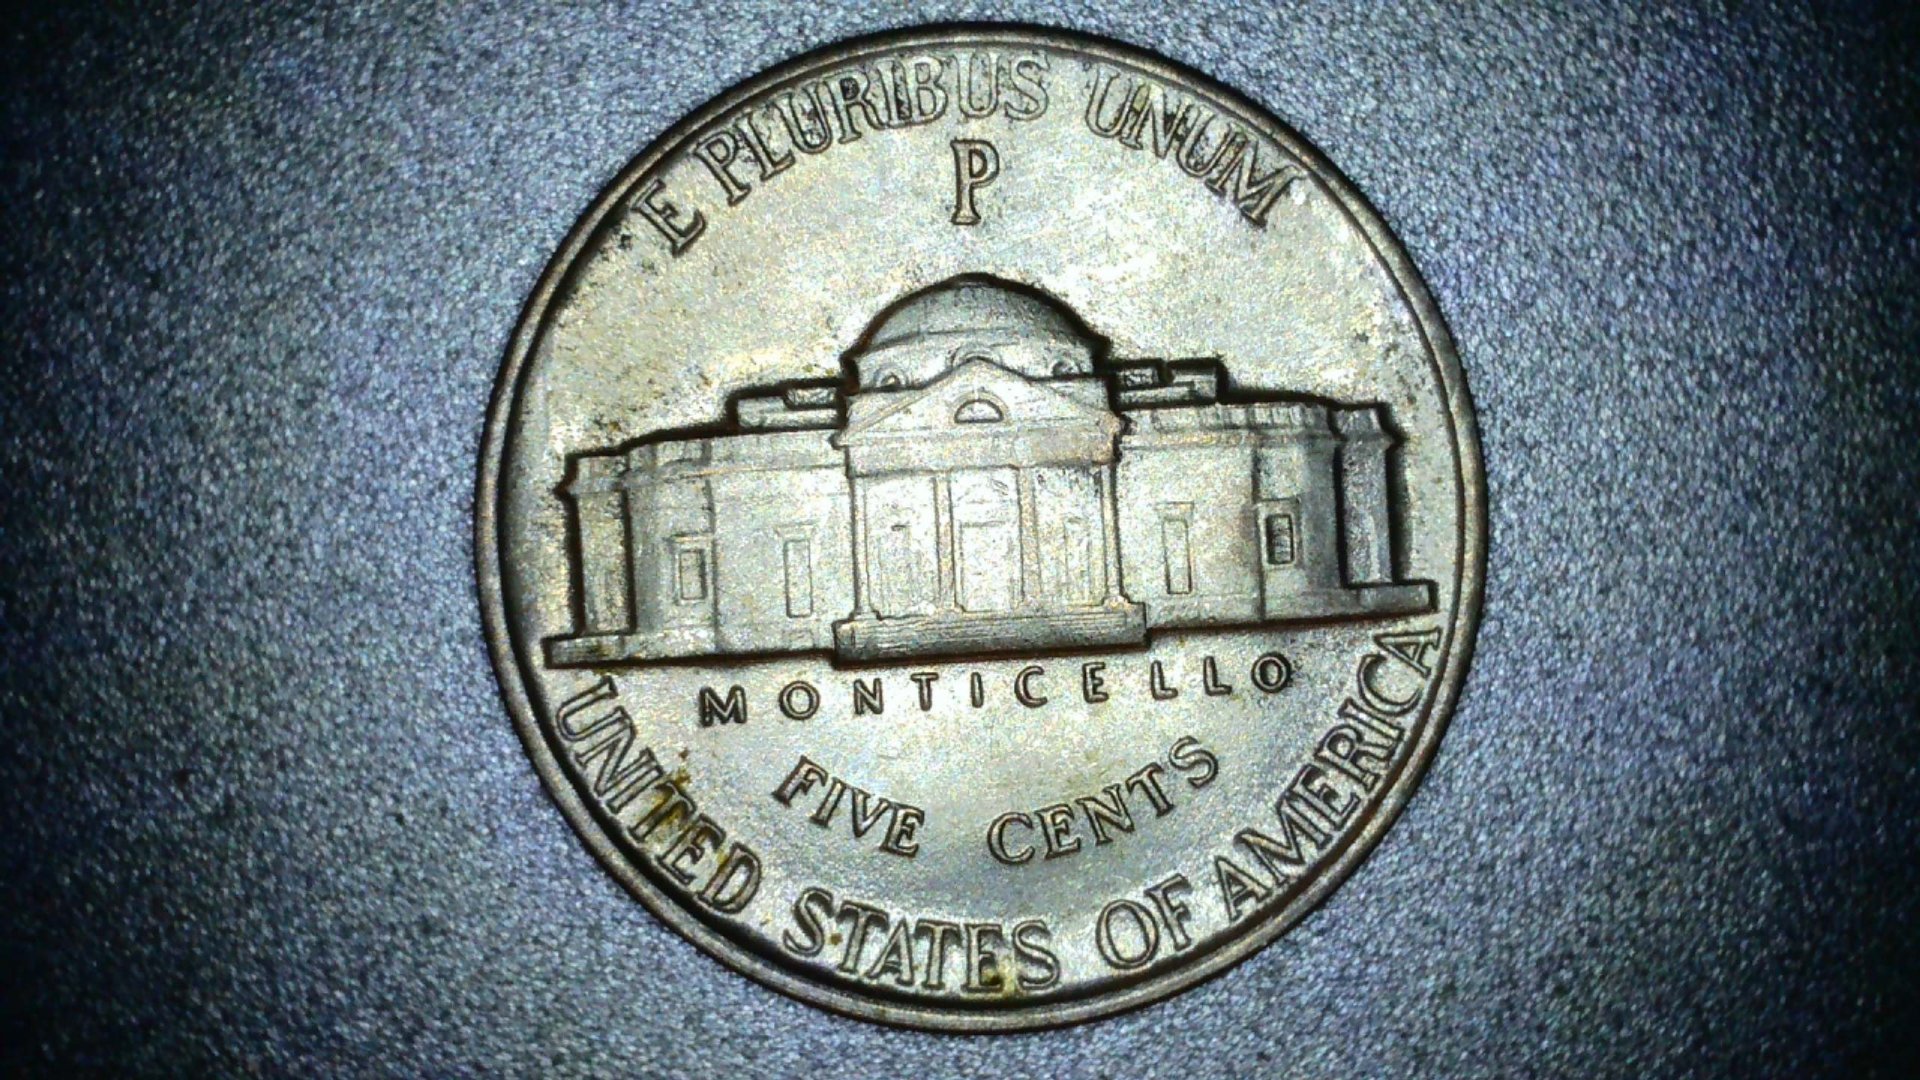 E PLURIBUS UNUM
P
MONTICELLO
FIVE CENTS
UNITED STATES OF AMERICA